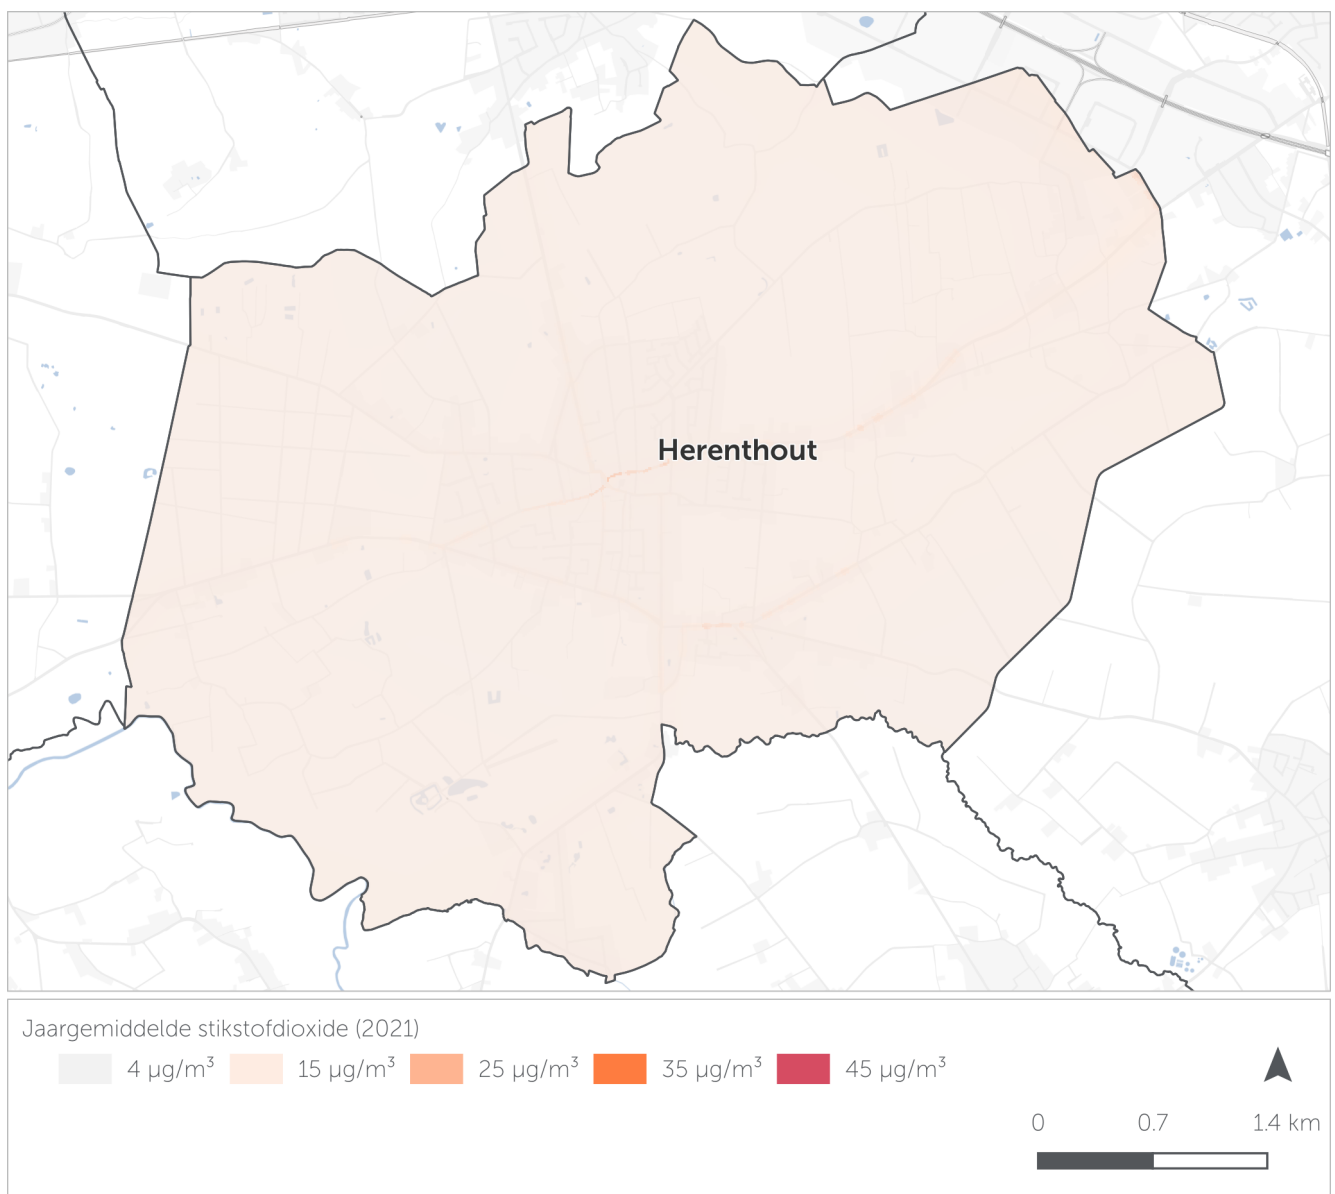 Herenthout
Jaargemiddelde stikstofdioxide (2021)
4 µg/m³ 15 µg/m³ 25 µg/m³ 35 µg/m³ 45 µg/m³
0 0.7 1.4 km